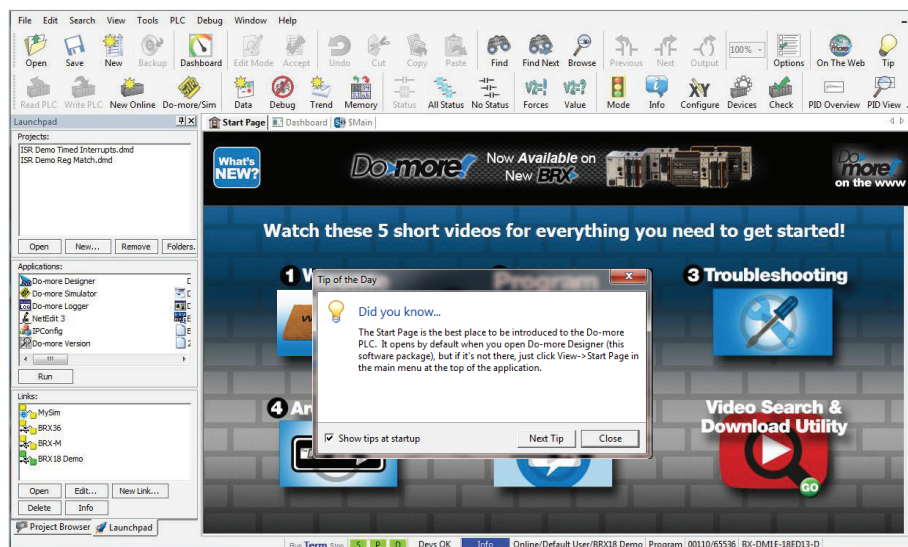 File Edit Search View Tools PLC Debug Window Help
Open Save New Backup Dashboard Edit Mode Accept Undo Cut Copy Paste Find Find Next Browse Previous Next Output 100% Options On The Web Tip
Read PLC Write PLC New Online Do-more/Sim Data Debug Trend Memory Status All Status No Status Forces Value Mode Info Configure Devices Check PID Overview PID View
Launchpad
Start Page Dashboard $Main
Projects:
ISR Demo Timed Interrupts.dmd
ISR Demo Reg Match.dmd
Open New... Remove Folders.
Applications:
Do-more Designer
Do-more Simulator
Do-more Logger
NetEdit 3
IPConfig
Do-more Version
Run
Links:
MySim
BRX36
BRX-M
BRX18 Demo
Open Edit... New Link...
Delete Info
Project Browser Launchpad
What's
NEW?
Do-more! Now Available on
New BRX
Do-more!
on the www
Watch these 5 short videos for everything you need to get started!
1 W
Program
3 Troubleshooting
Tip of the Day
Did you know...
The Start Page is the best place to be introduced to the Do-more
PLC. It opens by default when you open Do-more Designer (this
software package), but if it's not there, just click View->Start Page in
the main menu at the top of the application.
Show tips at startup Next Tip Close
4 Ar
Video Search &
Download Utility
GO
Run Term Stop S R D Devs OK Info Online/Default User/BRX18 Demo Program 00110/65536 BX-DM1E-18ED13-D